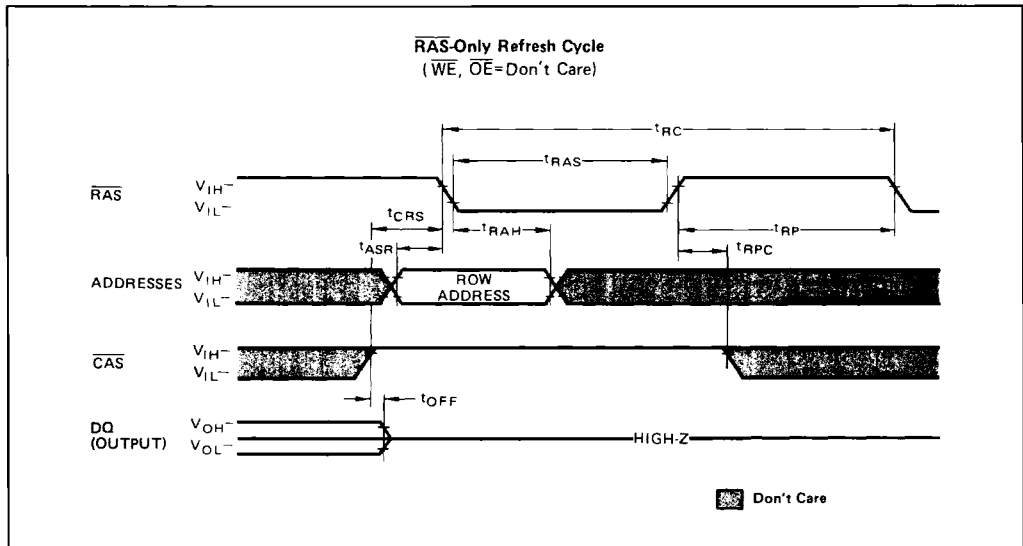 RAS-Only Refresh Cycle
(WE, OE=Don't Care)
tRC
tRAS
RAS
VIH
VIL
tCRS
tRAH
tRP
tASR
tRPC
ADDRESSES
VIH
VIL
ROW
ADDRESS
CAS
VIH
VIL
tOFF
DQ
(OUTPUT)
VOH
VOL
HIGH-Z
Don't Care